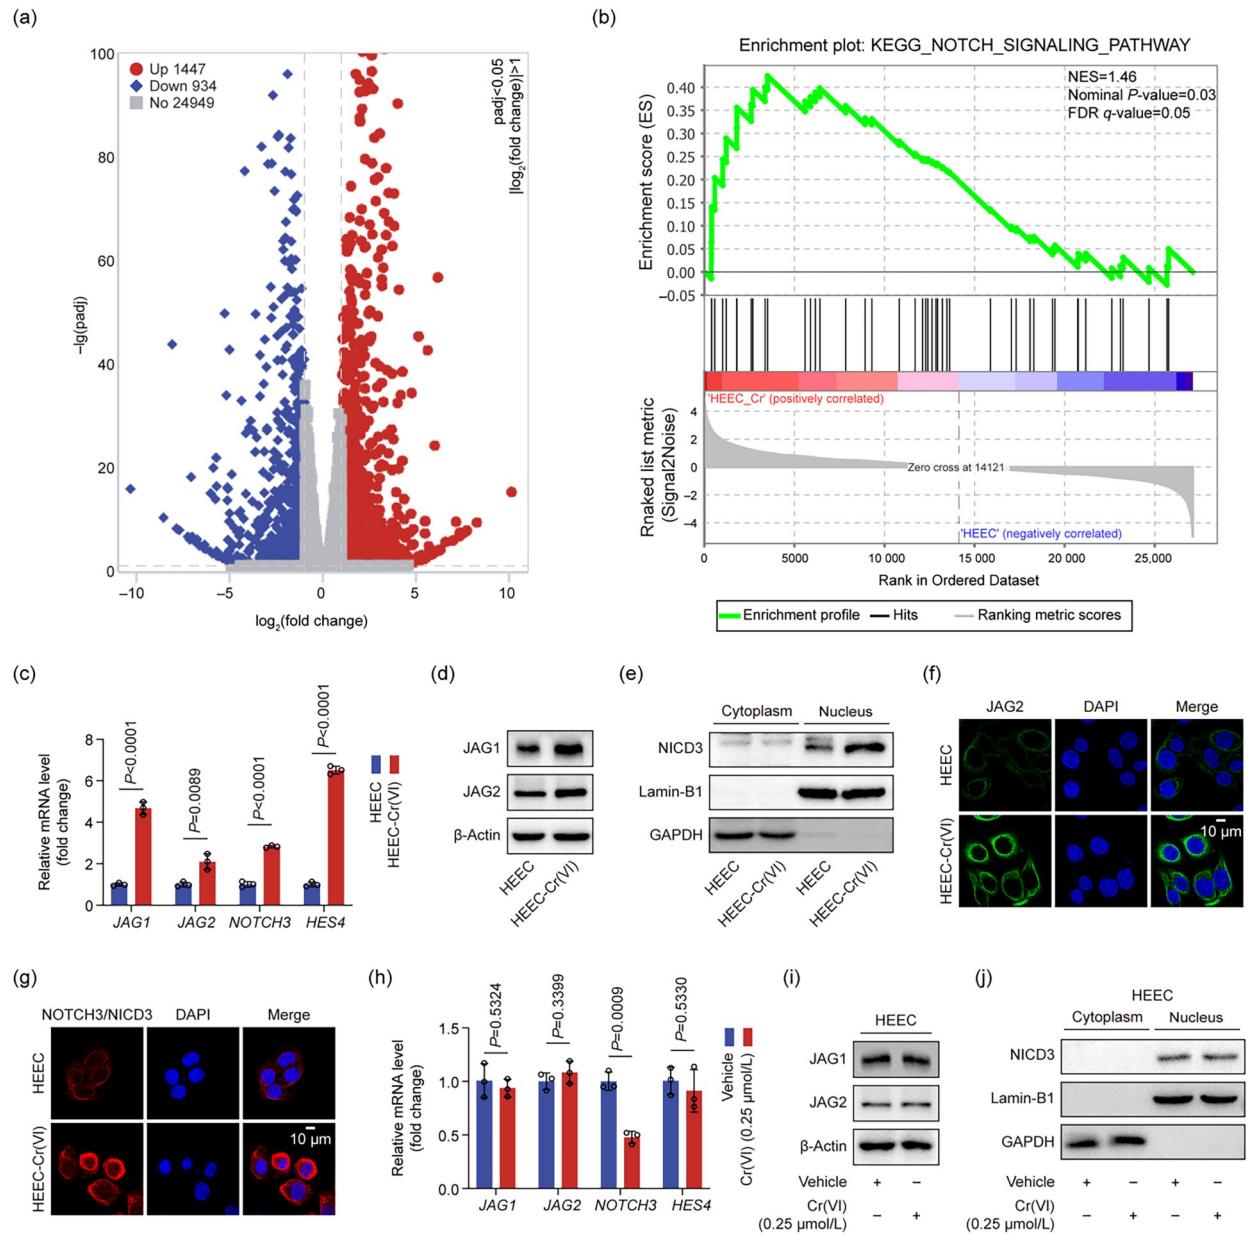 (a)
100
80
60
40
20
0
−lg(padj)
−10
−5
0
5
10
log2(fold change)
Up 1447
Down 934
No 24949
padj<0.05
|log2(fold change)|>1
(b)
Enrichment plot: KEGG_NOTCH_SIGNALING_PATHWAY
NES=1.46
Nominal P-value=0.03
FDR q-value=0.05
Enrichment score (ES)
0.40
0.35
0.30
0.25
0.20
0.15
0.10
0.05
0.00
−0.05
'HEEC_Cr' (positively correlated)
Rnaked list metric
(Signal2Noise)
4
2
0
−2
−4
Zero cross at 14121
'HEEC' (negatively correlated)
0
5000
10 000
15 000
20 000
25,000
Rank in Ordered Dataset
Enrichment profile
Hits
Ranking metric scores
(c)
Relative mRNA level
(fold change)
8
6
4
2
0
P<0.0001
P=0.0089
P<0.0001
P<0.0001
JAG1
JAG2
NOTCH3
HES4
HEEC
HEEC-Cr(VI)
(d)
JAG1
JAG2
β-Actin
HEEC
HEEC-Cr(VI)
(e)
Cytoplasm
Nucleus
NICD3
Lamin-B1
GAPDH
HEEC
HEEC-Cr(VI)
HEEC
HEEC-Cr(VI)
(f)
JAG2
DAPI
Merge
HEEC
HEEC-Cr(VI)
10 μm
(g)
NOTCH3/NICD3
DAPI
Merge
HEEC
HEEC-Cr(VI)
10 μm
(h)
Relative mRNA level
(fold change)
1.5
1.0
0.5
0.0
P=0.5324
P=0.3399
P=0.0009
P=0.5330
JAG1
JAG2
NOTCH3
HES4
Vehicle
Cr(VI) (0.25 μmol/L)
(i)
HEEC
JAG1
JAG2
β-Actin
Vehicle + −
Cr(VI) − +
(0.25 μmol/L)
(j)
HEEC
Cytoplasm
Nucleus
NICD3
Lamin-B1
GAPDH
Vehicle + − + −
Cr(VI) − + − +
(0.25 μmol/L)